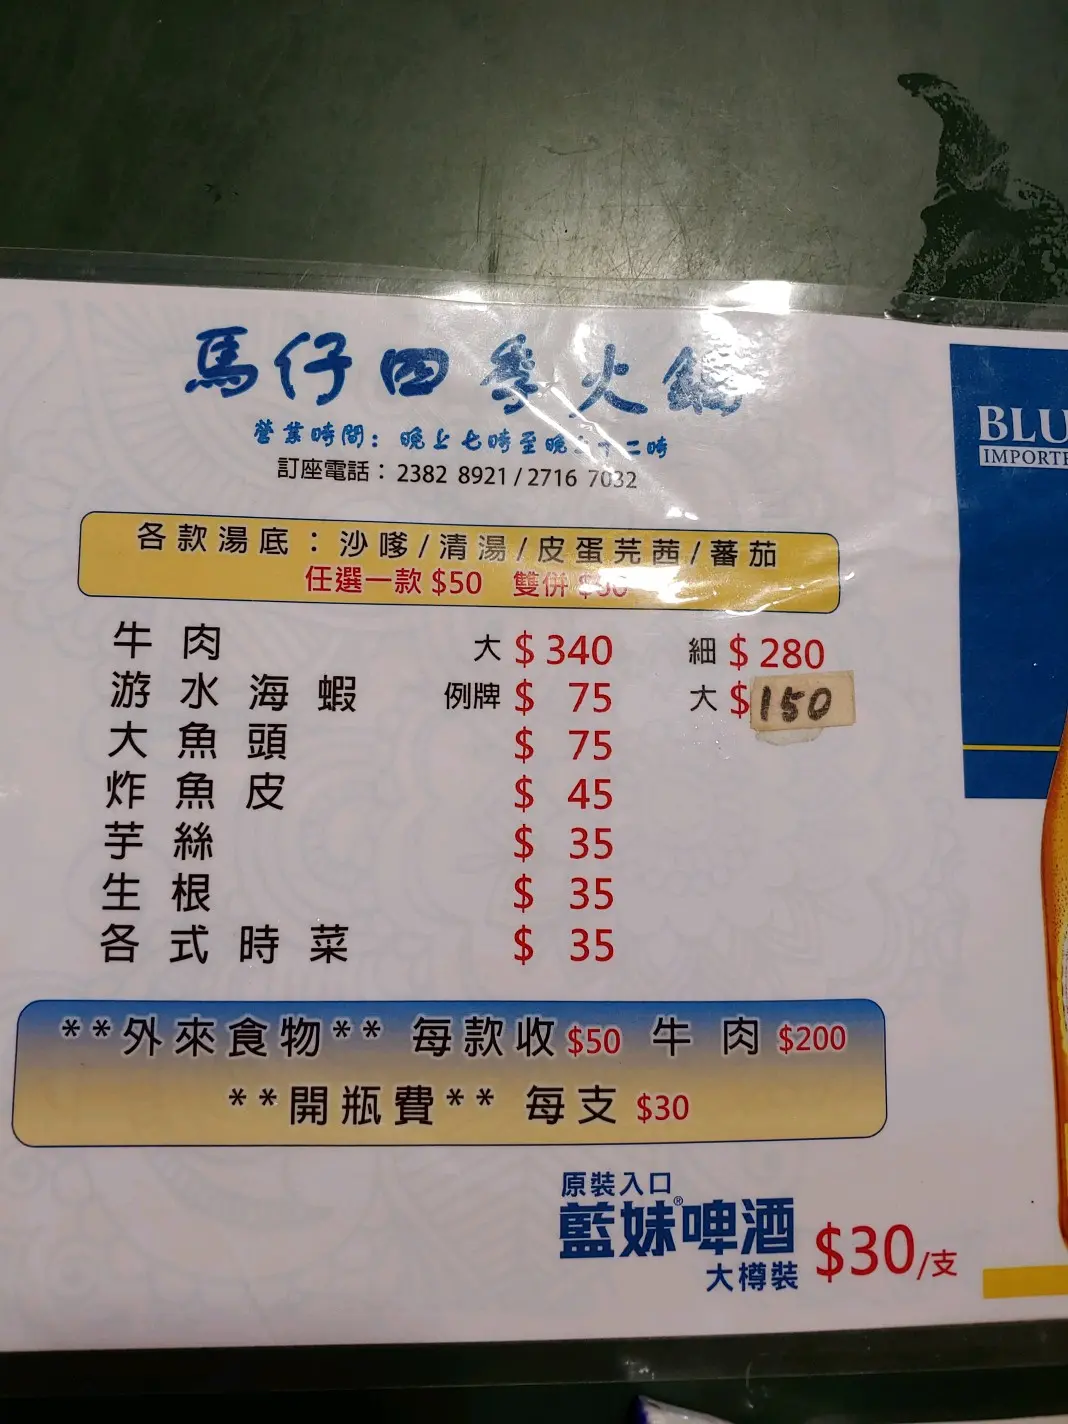 馬仔四季火鍋
營業時間：晚上七時至晚上十二時
訂座電話：2382 8921/2716 7032
各款湯底：沙嗲/清湯/皮蛋芫茜/蕃茄
任選一款 $50 雙併
牛肉 大 $340 細 $280
游水海蝦 例牌 $ 75 大 $150
大魚頭 $ 75
炸魚皮 $ 45
芋絲 $ 35
生根 $ 35
各式時菜 $ 35
**外來食物** 每款收 $50 牛肉 $200
**開瓶費** 每支 $30
原裝入口
藍妹®啤酒
大樽裝 $30/支
BLU
IMPORTE